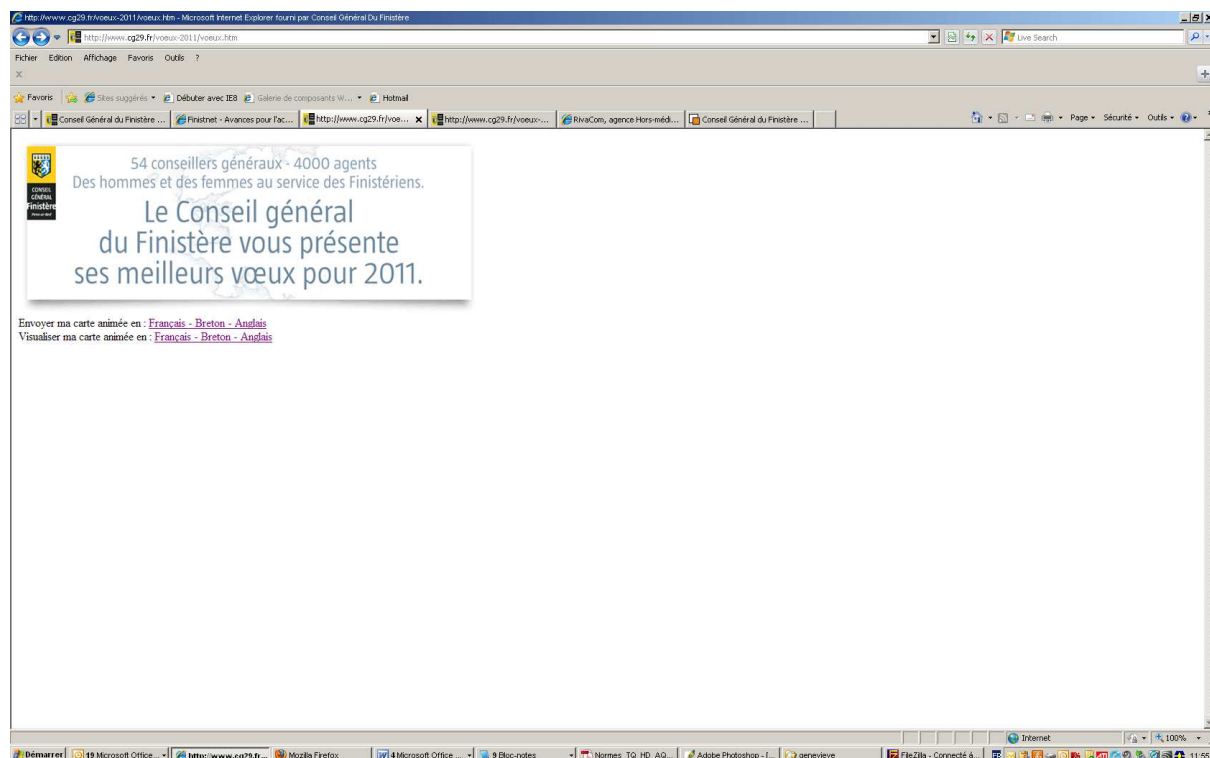 http://www.cg29.fr/voeux-2011/voeux.htm - Microsoft Internet Explorer fourni par Conseil Général Du Finistère
http://www.cg29.fr/voeux-2011/voeux.htm
Live Search
Fichier Edition Affichage Favoris Outils ?
Favoris Sites suggérés Débuter avec IE8 Galerie de composants W... Hotmail
Conseil Général du Finistère ... Finistnet - Avances pour l'ac... http://www.cg29.fr/voe... http://www.cg29.fr/voeux-... RivaCom, agence Hors-médi... Conseil Général du Finistère ... Page Sécurité Outils
CONSEIL
GÉNÉRAL
Finistère
54 conseillers généraux - 4000 agents
Des hommes et des femmes au service des Finistériens.
Le Conseil général
du Finistère vous présente
ses meilleurs vœux pour 2011.
Envoyer ma carte animée en : Français - Breton - Anglais
Visualiser ma carte animée en : Français - Breton - Anglais
Internet 100%
Démarrer 19 Microsoft Office ... http://www.cg29.fr... Mozilla Firefox 4 Microsoft Office ... 9 Bloc-notes Normes_TO_HD_AQ... Adobe Photoshop - [... genevieve FileZilla - Connecté à... 11:55